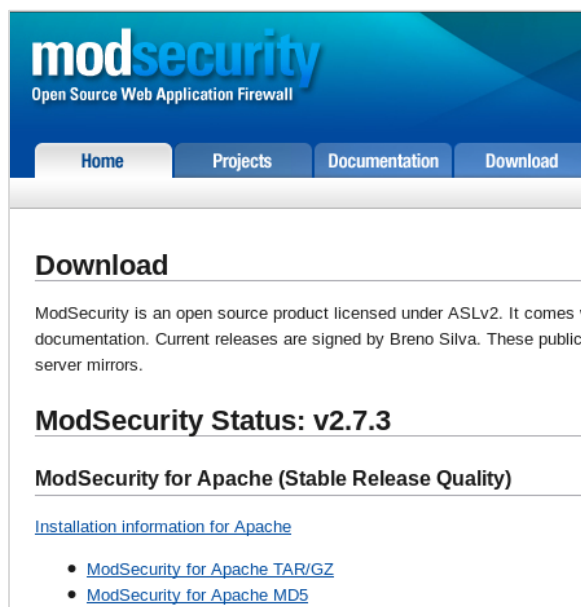 modsecurity
Open Source Web Application Firewall
Home Projects Documentation Download
Download
ModSecurity is an open source product licensed under ASLv2. It comes
documentation. Current releases are signed by Breno Silva. These public
server mirrors.
ModSecurity Status: v2.7.3
ModSecurity for Apache (Stable Release Quality)
Installation information for Apache
ModSecurity for Apache TAR/GZ
ModSecurity for Apache MD5